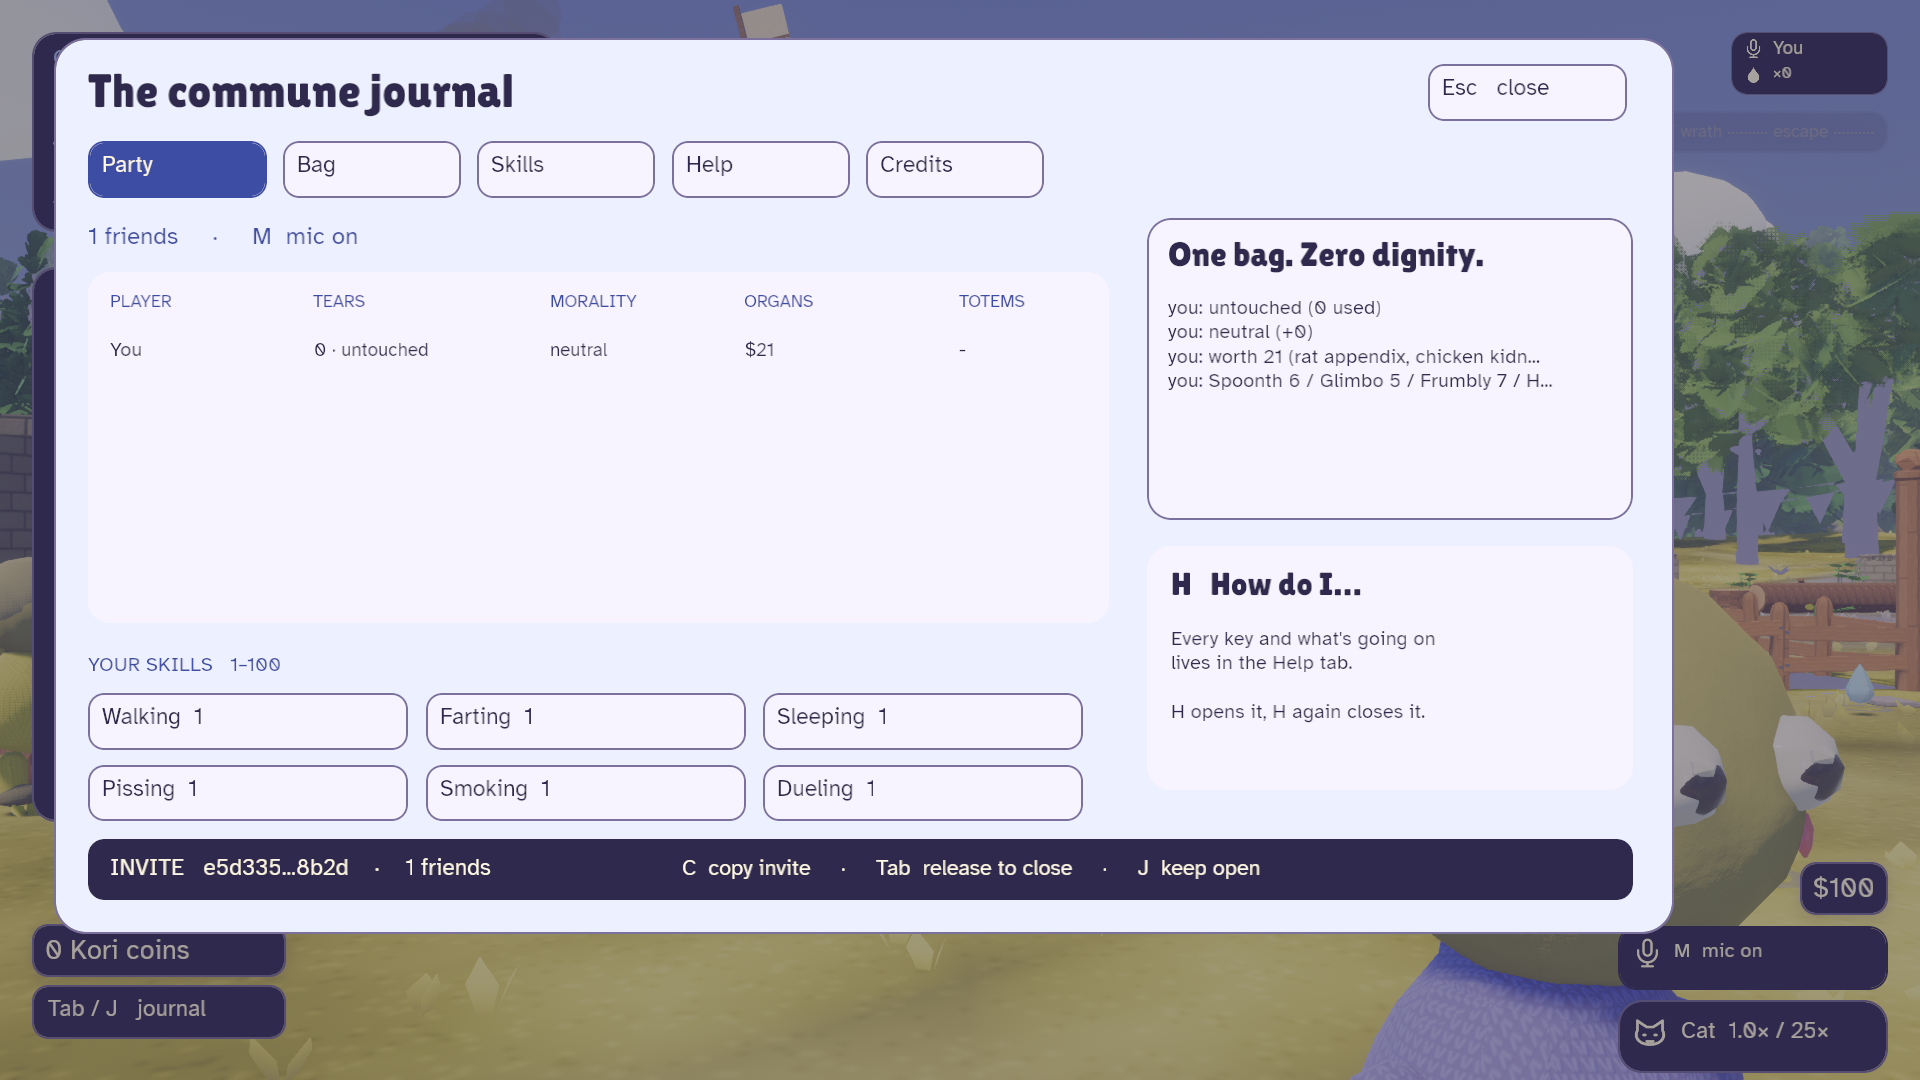 The commune journal
Esc close
Party
Bag
Skills
Help
Credits
1 friends · M mic on
PLAYER TEARS MORALITY ORGANS TOTEMS
You 0 · untouched neutral $21 -
One bag. Zero dignity.
you: untouched (0 used)
you: neutral (+0)
you: worth 21 (rat appendix, chicken kidn...
you: Spoonth 6 / Glimbo 5 / Frumbly 7 / H...
H How do I...
Every key and what's going on
lives in the Help tab.
H opens it, H again closes it.
YOUR SKILLS 1-100
Walking 1
Farting 1
Sleeping 1
Pissing 1
Smoking 1
Dueling 1
INVITE e5d335...8b2d · 1 friends C copy invite · Tab release to close · J keep open
You
×0
wrath ········· escape ·········
0 Kori coins
Tab / J journal
$100
M mic on
Cat 1.0× / 25×